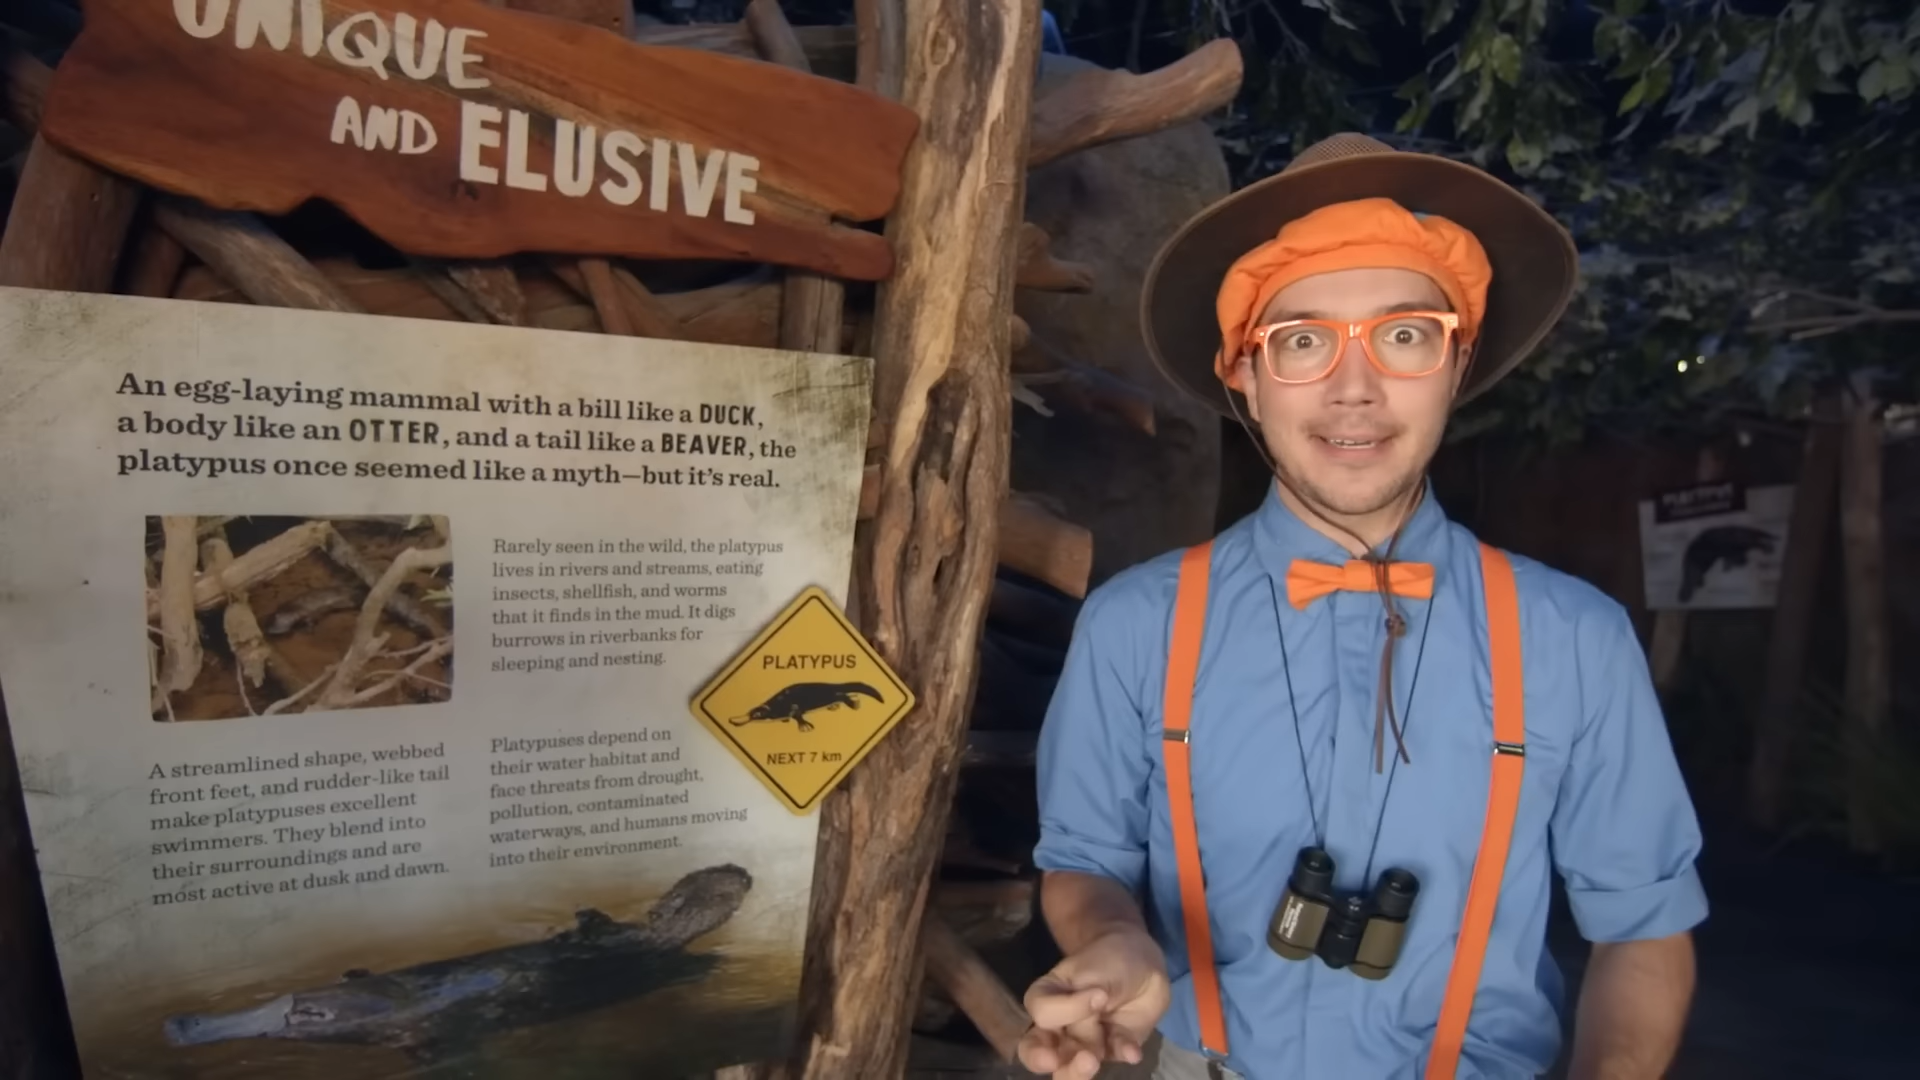 UNIQUE
AND ELUSIVE
An egg-laying mammal with a bill like a DUCK,
a body like an OTTER, and a tail like a BEAVER, the
platypus once seemed like a myth—but it's real.
Rarely seen in the wild, the platypus
lives in rivers and streams, eating
insects, shellfish, and worms
that it finds in the mud. It digs
burrows in riverbanks for
sleeping and nesting.
A streamlined shape, webbed
front feet, and rudder-like tail
make platypuses excellent
swimmers. They blend into
their surroundings and are
most active at dusk and dawn.
Platypuses depend on
their water habitat and
face threats from drought,
pollution, contaminated
waterways, and humans moving
into their environment.
PLATYPUS
NEXT 7 km
PLATYPUS